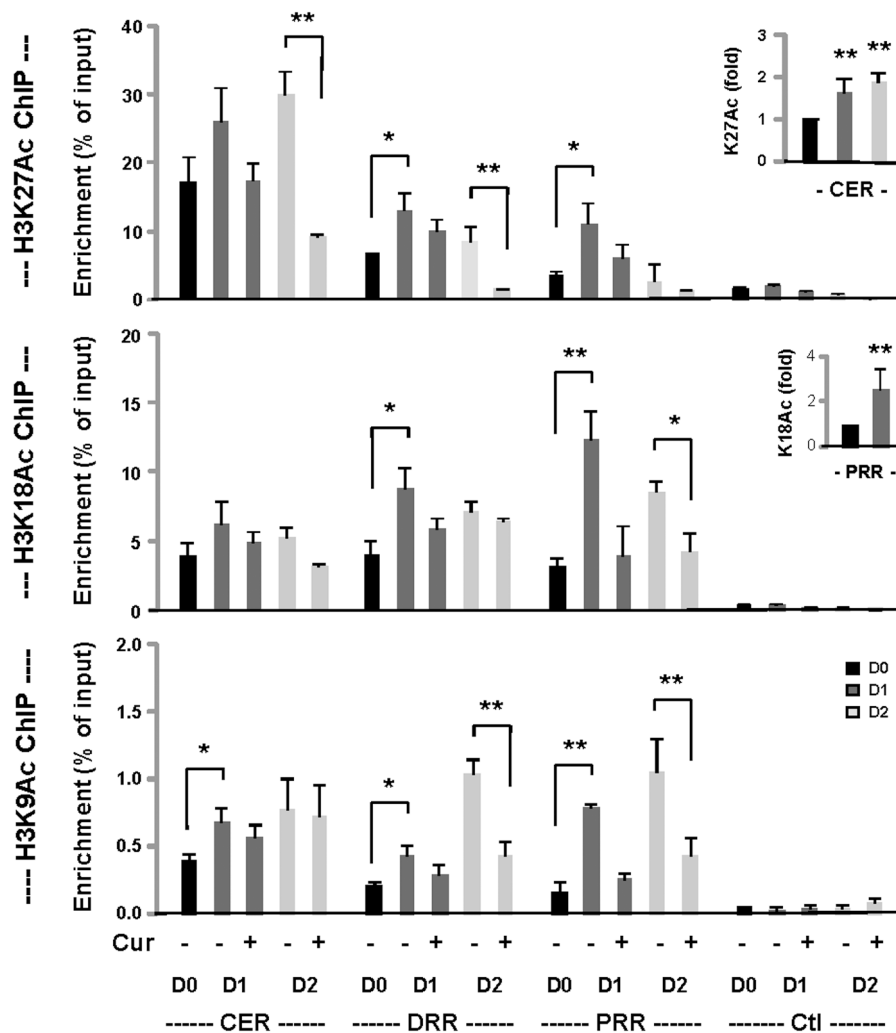 --- H3K27Ac ChIP ---
Enrichment (% of input)
40
30
20
10
0
**
*
**
*
K27Ac (fold)
3
2
1
0
**
**
- CER -
--- H3K18Ac ChIP ---
Enrichment (% of input)
20
15
10
5
0
*
**
*
K18Ac (fold)
4
2
0
**
- PRR -
---- H3K9Ac ChIP ----
Enrichment (% of input)
2.0
1.5
1.0
0.5
0.0
*
*
**
**
**
D0
D1
D2
Cur - - + - + - - + - + - - + - + - - + - +
D0 D1 D2 D0 D1 D2 D0 D1 D2 D0 D1 D2
------ CER ------ ------ DRR ------ ------ PRR ------ ------ Ctl ------